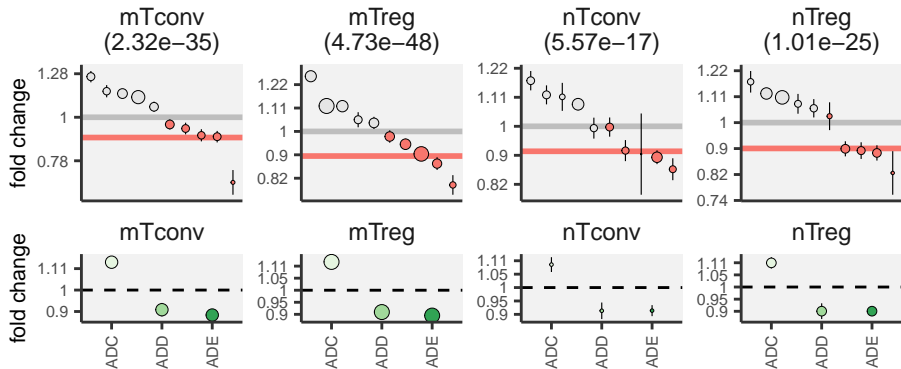 mTconv
(2.32e−35)
mTreg
(4.73e−48)
nTconv
(5.57e−17)
nTreg
(1.01e−25)
fold change
1.28
1
0.78
1.22
1.11
1
0.9
0.82
1.22
1.11
1
0.9
0.82
1.22
1.11
1
0.9
0.82
0.74
mTconv
mTreg
nTconv
nTreg
fold change
1.11
1
0.9
1.11
1.05
1
0.95
0.9
1.11
1.05
1
0.95
0.9
1.11
1
0.9
ADC
ADD
ADE
ADC
ADD
ADE
ADC
ADD
ADE
ADC
ADD
ADE